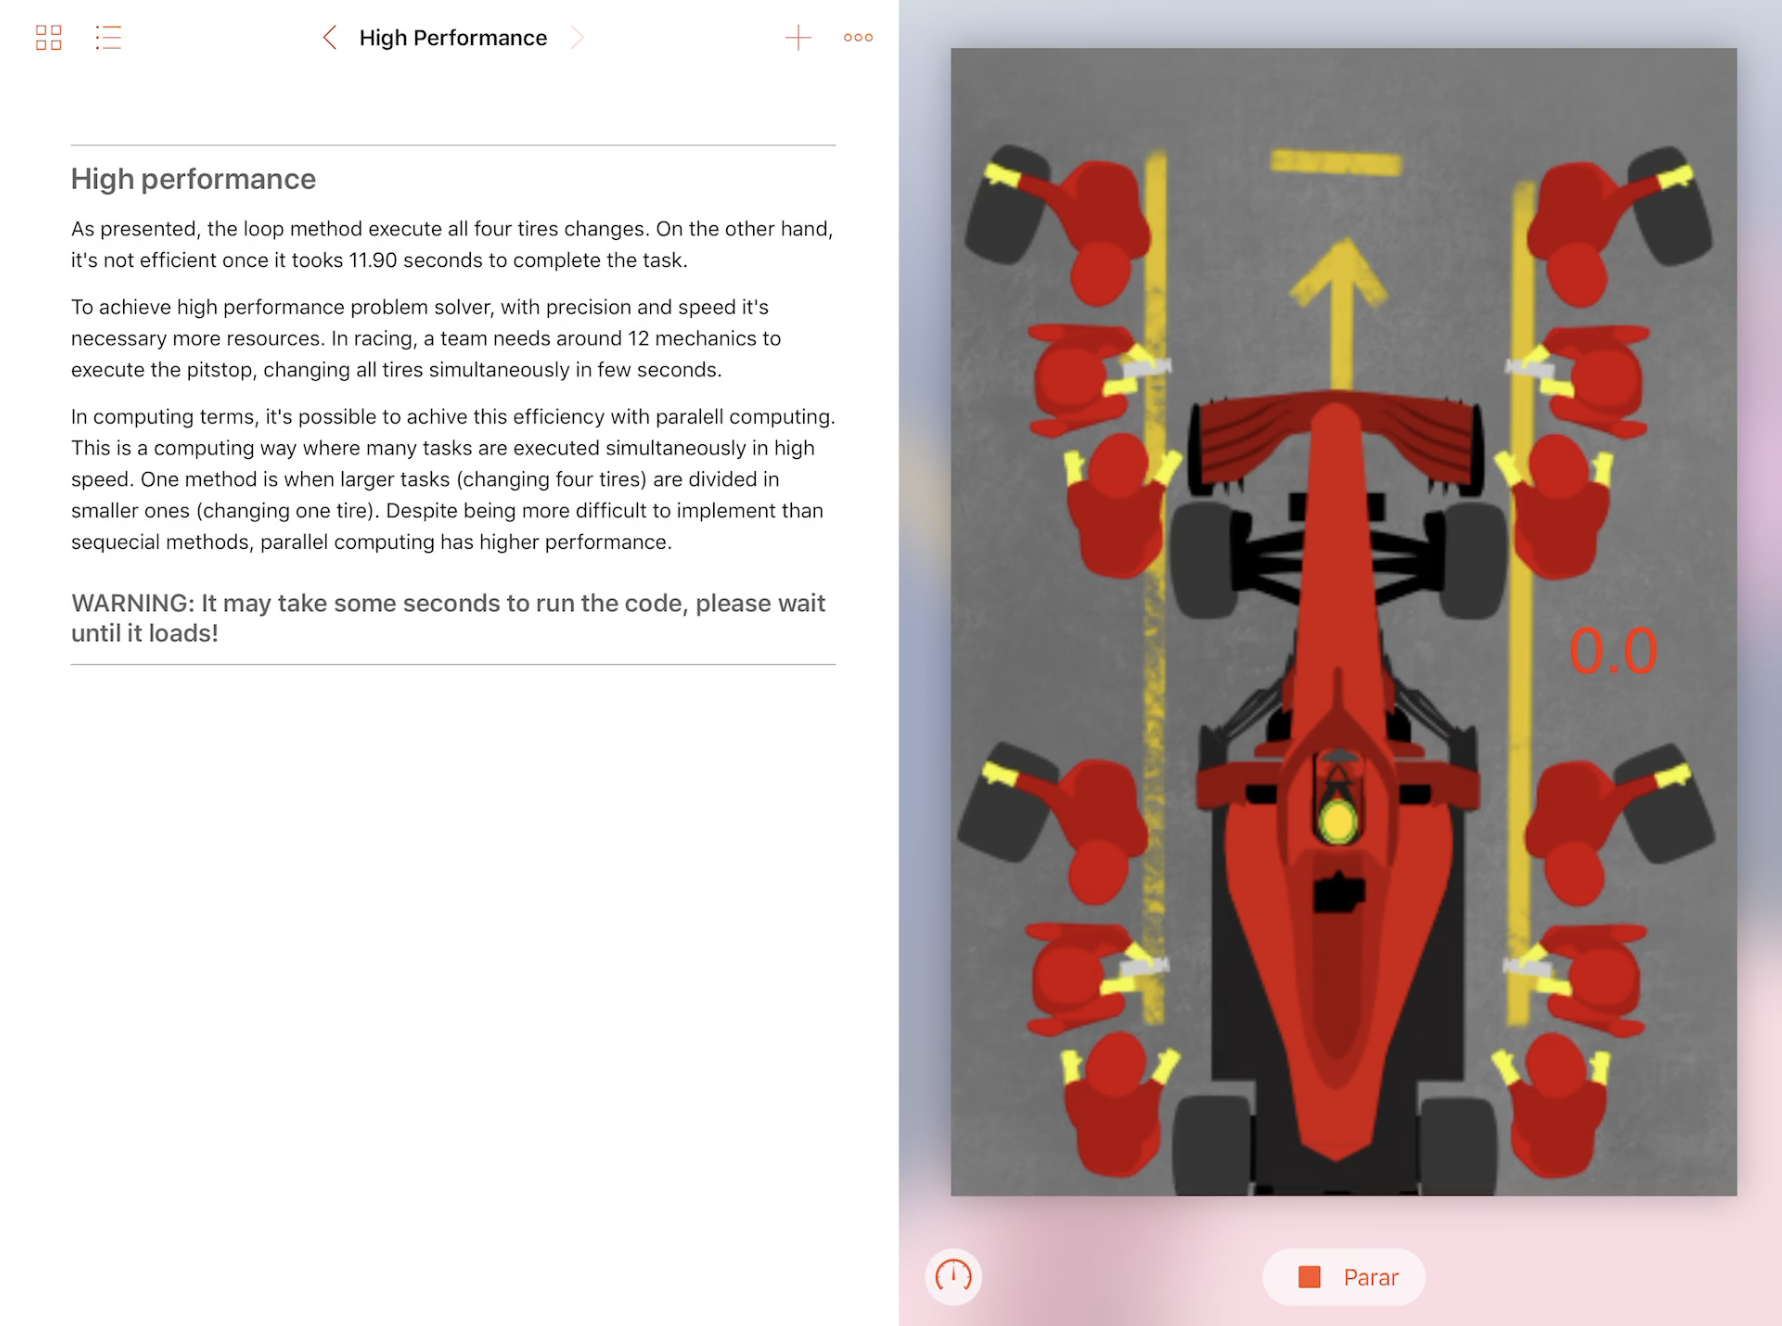 High Performance
High performance
As presented, the loop method execute all four tires changes. On the other hand,
it's not efficient once it tooks 11.90 seconds to complete the task.
To achieve high performance problem solver, with precision and speed it's
necessary more resources. In racing, a team needs around 12 mechanics to
execute the pitstop, changing all tires simultaneously in few seconds.
In computing terms, it's possible to achive this efficiency with paralell computing.
This is a computing way where many tasks are executed simultaneously in high
speed. One method is when larger tasks (changing four tires) are divided in
smaller ones (changing one tire). Despite being more difficult to implement than
sequecial methods, parallel computing has higher performance.
WARNING: It may take some seconds to run the code, please wait
until it loads!
0.0
Parar